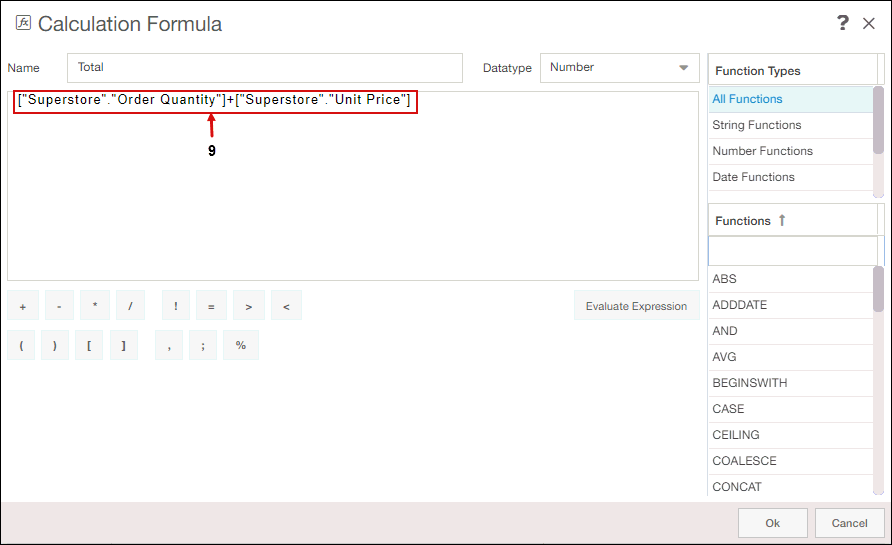 fx Calculation Formula ?
Name Total Datatype Number
["Superstore"."Order Quantity"]+["Superstore"."Unit Price"]
9
+ - * / ! = > <
Evaluate Expression
( ) [ ] , ; %
Function Types
All Functions
String Functions
Number Functions
Date Functions
Functions
ABS
ADDDATE
AND
AVG
BEGINSWITH
CASE
CEILING
COALESCE
CONCAT
Ok Cancel